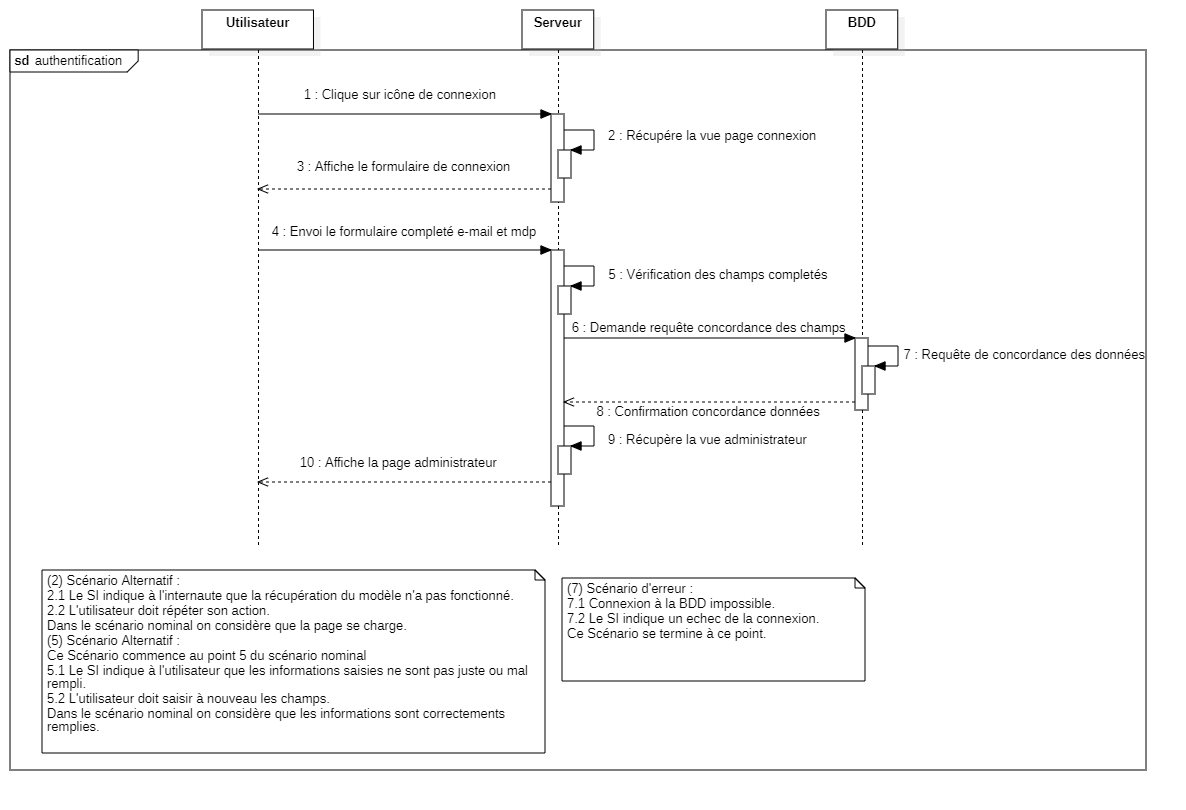 Utilisateur
Serveur
BDD
sd authentification
1 : Clique sur icône de connexion
2 : Récupére la vue page connexion
3 : Affiche le formulaire de connexion
4 : Envoi le formulaire completé e-mail et mdp
5 : Vérification des champs completés
6 : Demande requête concordance des champs
7 : Requête de concordance des données
8 : Confirmation concordance données
9 : Récupère la vue administrateur
10 : Affiche la page administrateur
(2) Scénario Alternatif :
2.1 Le SI indique à l'internaute que la récupération du modèle n'a pas fonctionné.
2.2 L'utilisateur doit répéter son action.
Dans le scénario nominal on considère que la page se charge.
(5) Scénario Alternatif :
Ce Scénario commence au point 5 du scénario nominal
5.1 Le SI indique à l'utilisateur que les informations saisies ne sont pas juste ou mal
rempli.
5.2 L'utilisateur doit saisir à nouveau les champs.
Dans le scénario nominal on considère que les informations sont correctements
remplies.
(7) Scénario d'erreur :
7.1 Connexion à la BDD impossible.
7.2 Le SI indique un echec de la connexion.
Ce Scénario se termine à ce point.